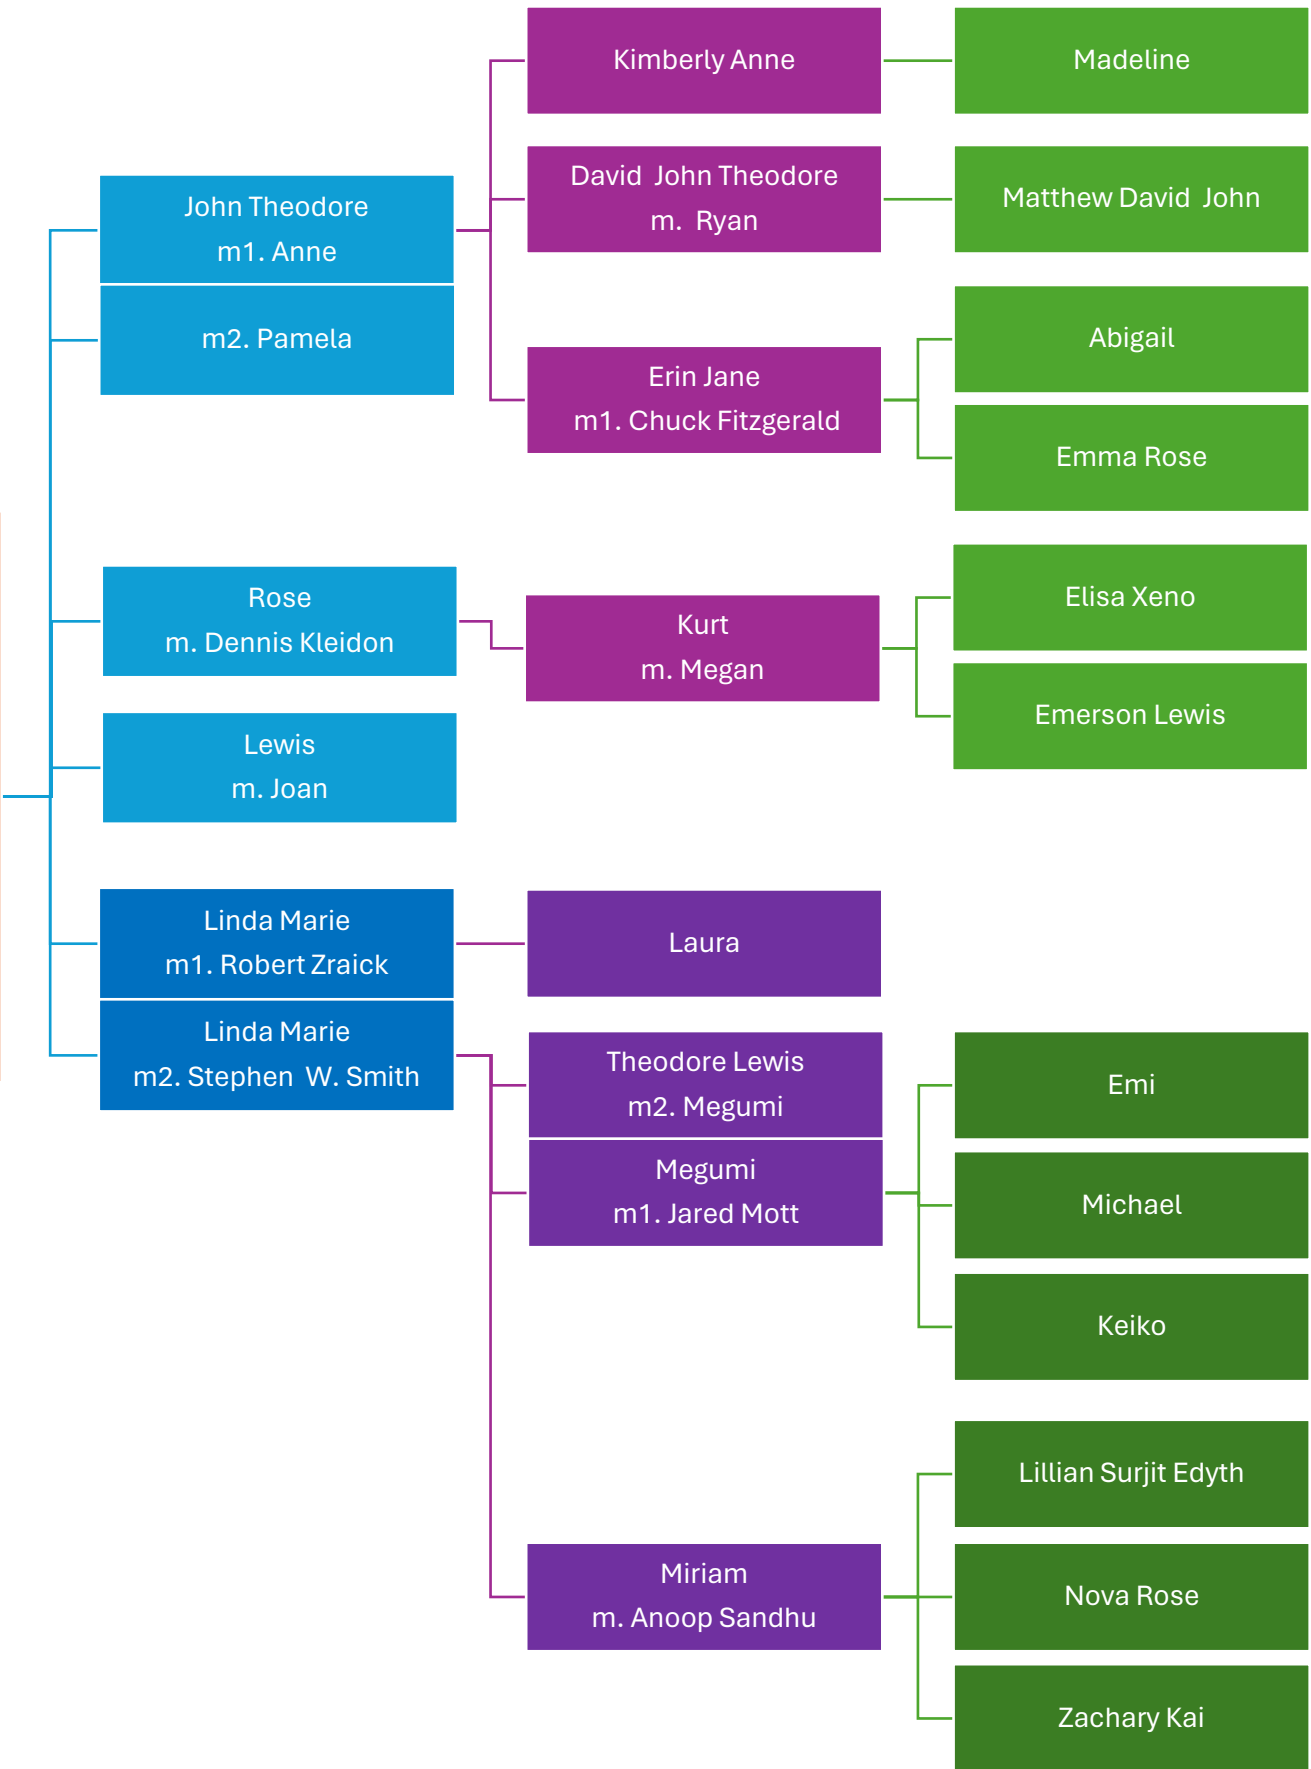 Kimberly Anne
Madeline
David John Theodore
m. Ryan
Matthew David John
John Theodore
m1. Anne
m2. Pamela
Abigail
Erin Jane
m1. Chuck Fitzgerald
Emma Rose
Rose
m. Dennis Kleidon
Kurt
m. Megan
Elisa Xeno
Emerson Lewis
Lewis
m. Joan
Linda Marie
m1. Robert Zraick
Laura
Linda Marie
m2. Stephen W. Smith
Theodore Lewis
m2. Megumi
Megumi
m1. Jared Mott
Emi
Michael
Keiko
Miriam
m. Anoop Sandhu
Lillian Surjit Edyth
Nova Rose
Zachary Kai